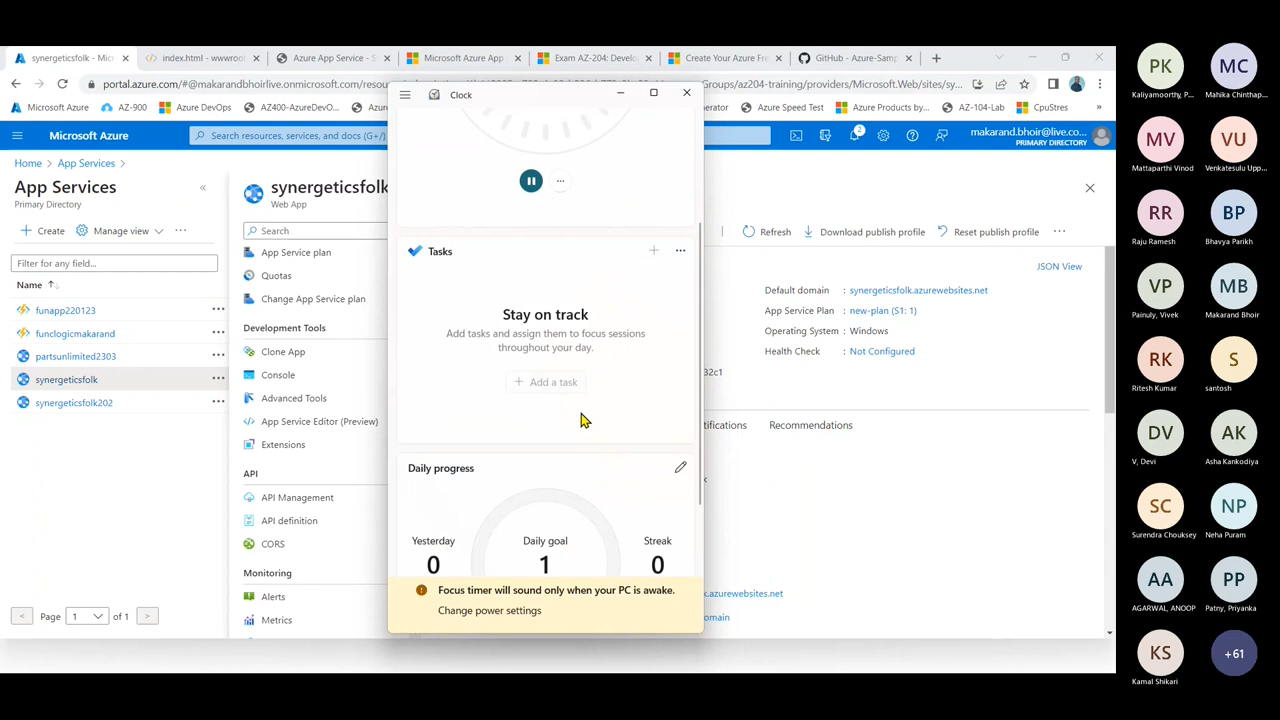 synergeticsfolk - Mic
index.html - wwwroot
Azure App Service - S
Microsoft Azure App
Exam AZ-204: Develo
Create Your Azure Fre
GitHub - Azure-Samp
portal.azure.com/#@makarandbhoirlive.onmicrosoft.com/resou
Groups/az204-training/providers/Microsoft.Web/sites/sy...
Microsoft Azure
AZ-900
Azure DevOps
AZ400-AzureDevO...
Azure Speed Test
Azure Products by...
AZ-104-Lab
CpuStres
»
Microsoft Azure
Search resources, services, and docs (G+/)
2
makarand.bhoir@live.co...
PRIMARY DIRECTORY
Home > App Services >
App Services
Primary Directory
«
+ Create
Manage view
...
Filter for any field...
Name ↑↓
funapp220123 ...
funclogicmakarand ...
partsunlimited2303 ...
synergeticsfolk ...
synergeticsfolk202 ...
< Page 1 of 1 >
synergeticsfolk
Web App
Search
App Service plan
Quotas
Change App Service plan
Development Tools
Clone App
Console
Advanced Tools
App Service Editor (Preview)
Extensions
API
API Management
API definition
CORS
Monitoring
Alerts
Metrics
Clock
Tasks
Stay on track
Add tasks and assign them to focus sessions
throughout your day.
+ Add a task
Daily progress
Yesterday
0
Daily goal
1
Streak
0
Focus timer will sound only when your PC is awake.
Change power settings
Refresh
Download publish profile
Reset publish profile
...
JSON View
Default domain : synergeticsfolk.azurewebsites.net
App Service Plan : new-plan (S1: 1)
Operating System : Windows
Health Check : Not Configured
32c1
ifications
Recommendations
.azurewebsites.net
omain
PK
Kaliyamoorthy, P...
MC
Mahika Chinthap...
MV
Mattaparthi Vinod
VU
Venkatesulu Upp...
RR
Raju Ramesh
BP
Bhavya Parikh
VP
Painuly, Vivek
MB
Makarand Bhoir
RK
Ritesh Kumar
S
santosh
DV
V, Devi
AK
Asha Kankodiya
SC
Surendra Chouksey
NP
Neha Puram
AA
AGARWAL, ANOOP
PP
Patny, Priyanka
KS
Kamal Shikari
+61